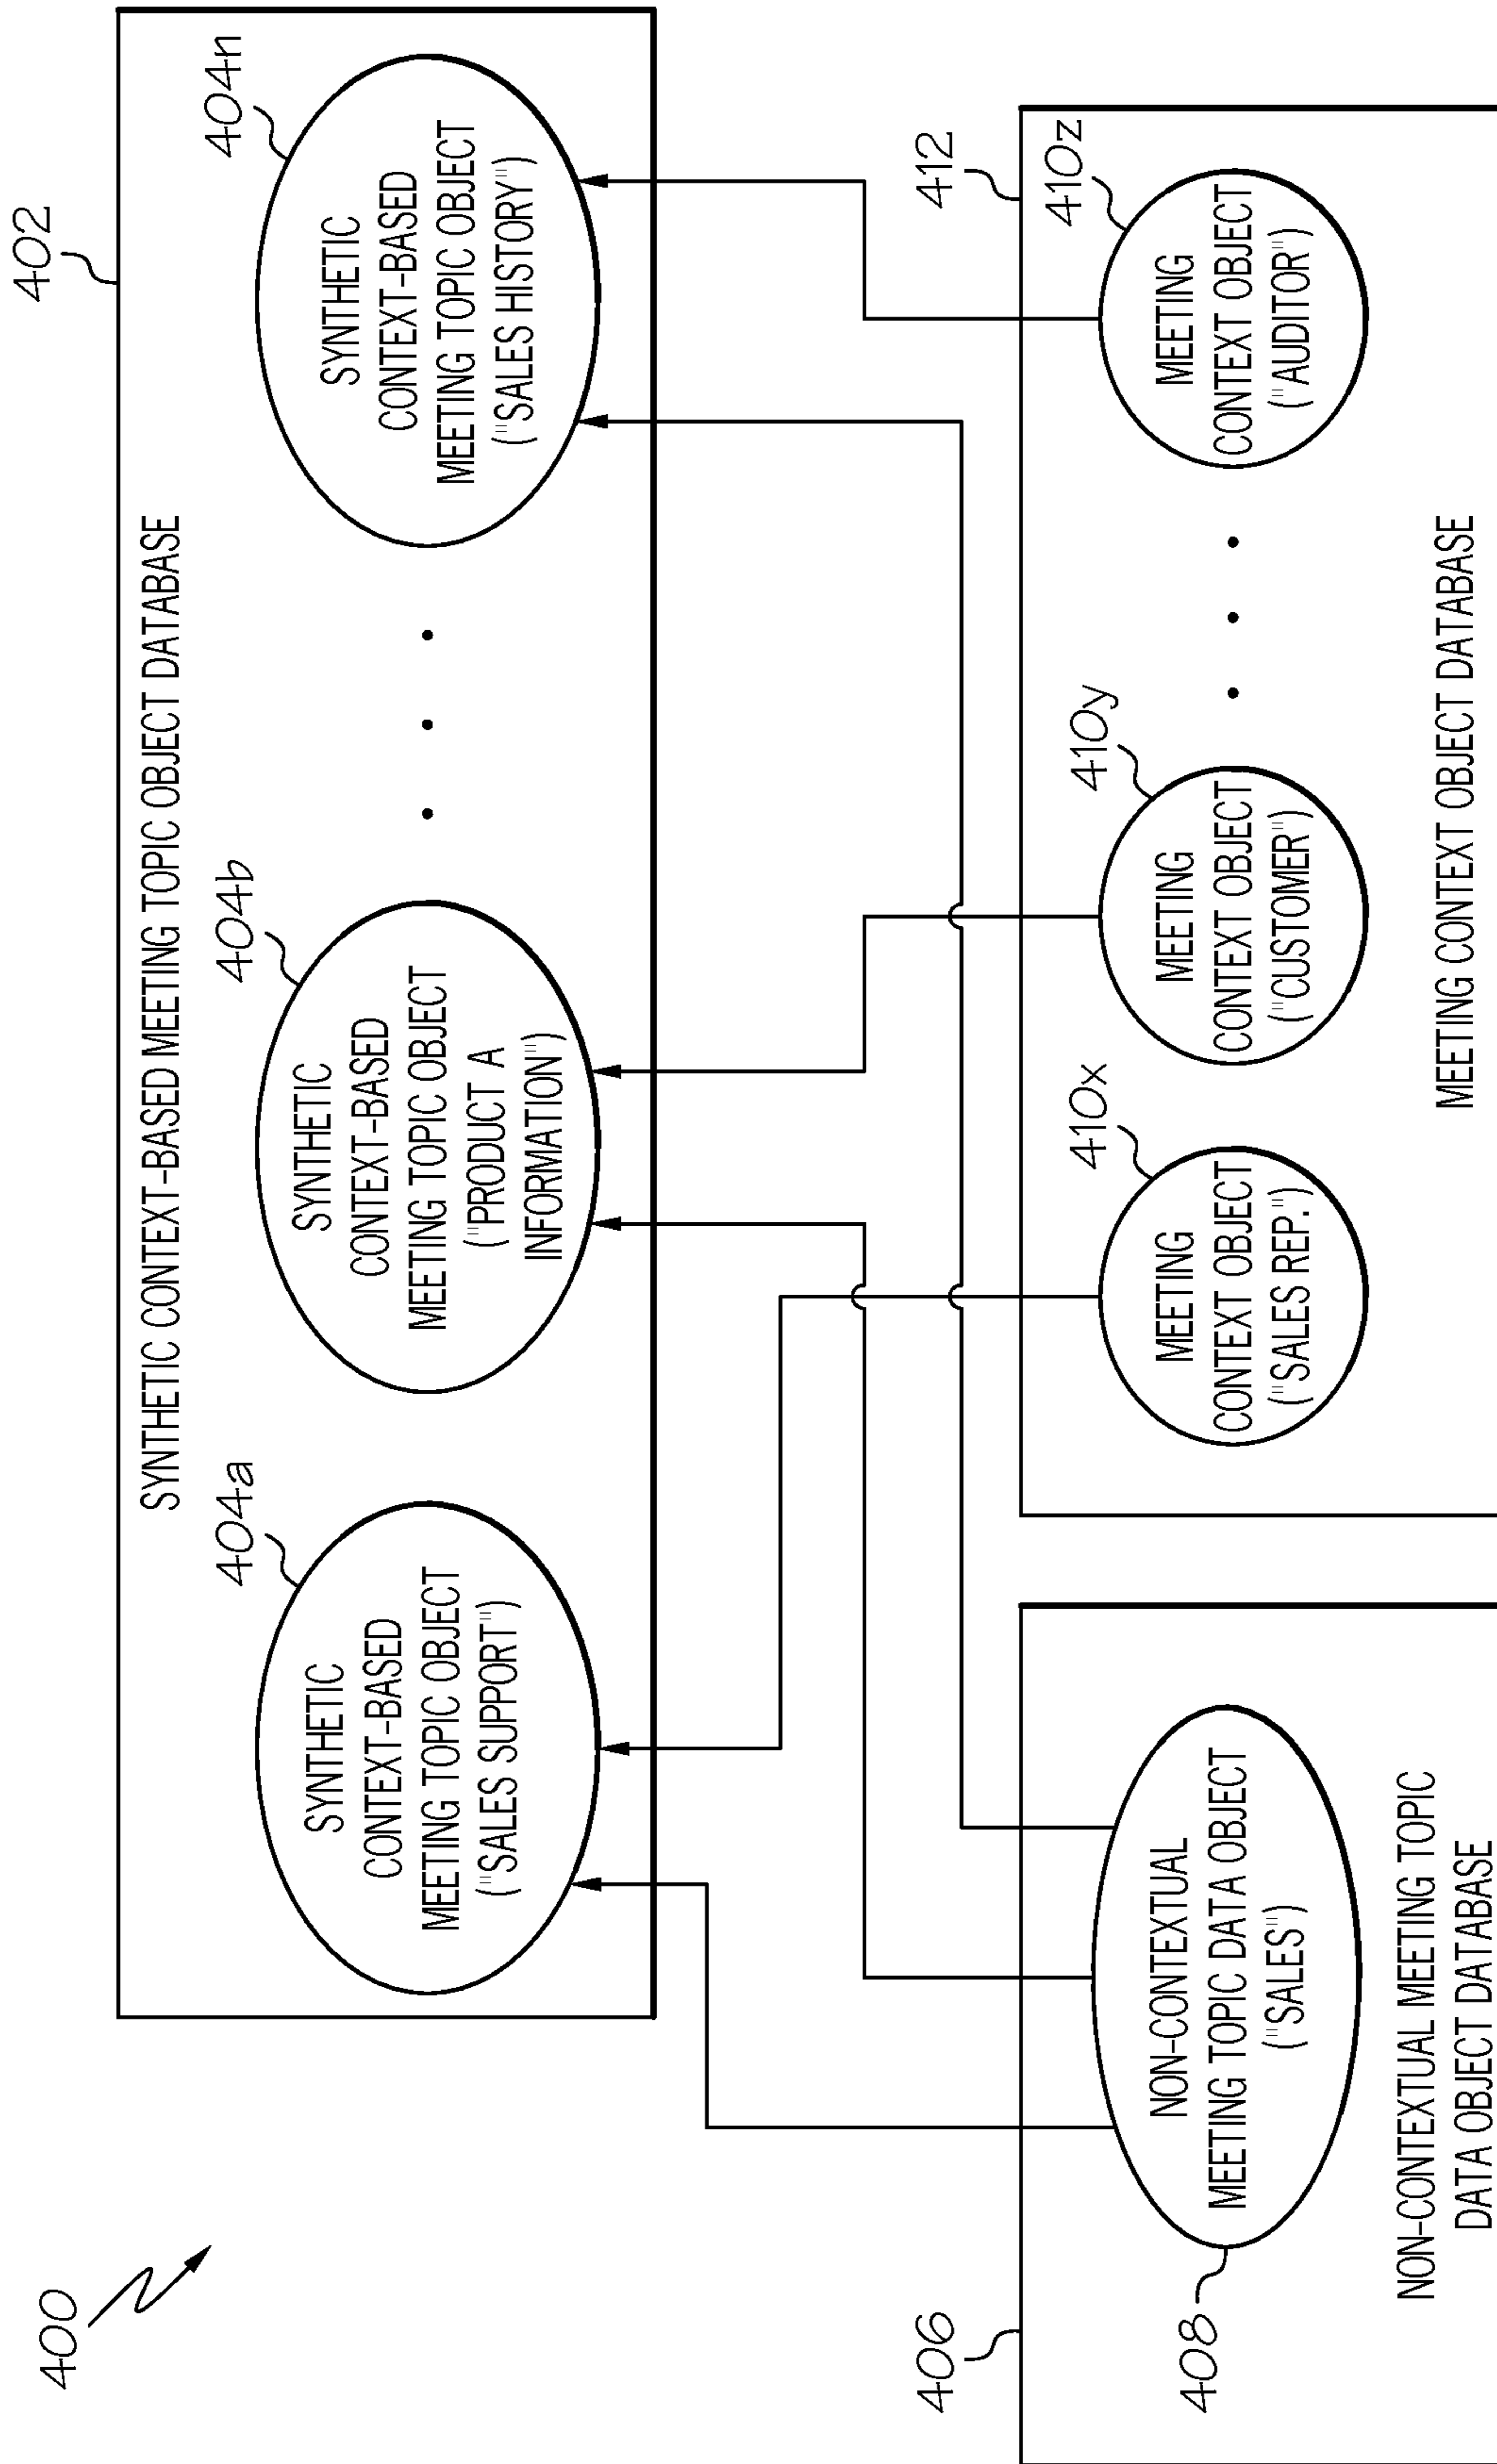 400
402
SYNTHETIC CONTEXT-BASED MEETING TOPIC OBJECT DATABASE
404a
SYNTHETIC
CONTEXT-BASED
MEETING TOPIC OBJECT
("SALES SUPPORT")
404b
SYNTHETIC
CONTEXT-BASED
MEETING TOPIC OBJECT
("PRODUCT A
INFORMATION")
404n
SYNTHETIC
CONTEXT-BASED
MEETING TOPIC OBJECT
("SALES HISTORY")
406
408
NON-CONTEXTUAL
MEETING TOPIC DATA OBJECT
("SALES")
NON-CONTEXTUAL MEETING TOPIC
DATA OBJECT DATABASE
412
410x
MEETING
CONTEXT OBJECT
("SALES REP.")
410y
MEETING
CONTEXT OBJECT
("CUSTOMER")
410z
MEETING
CONTEXT OBJECT
("AUDITOR")
MEETING CONTEXT OBJECT DATABASE